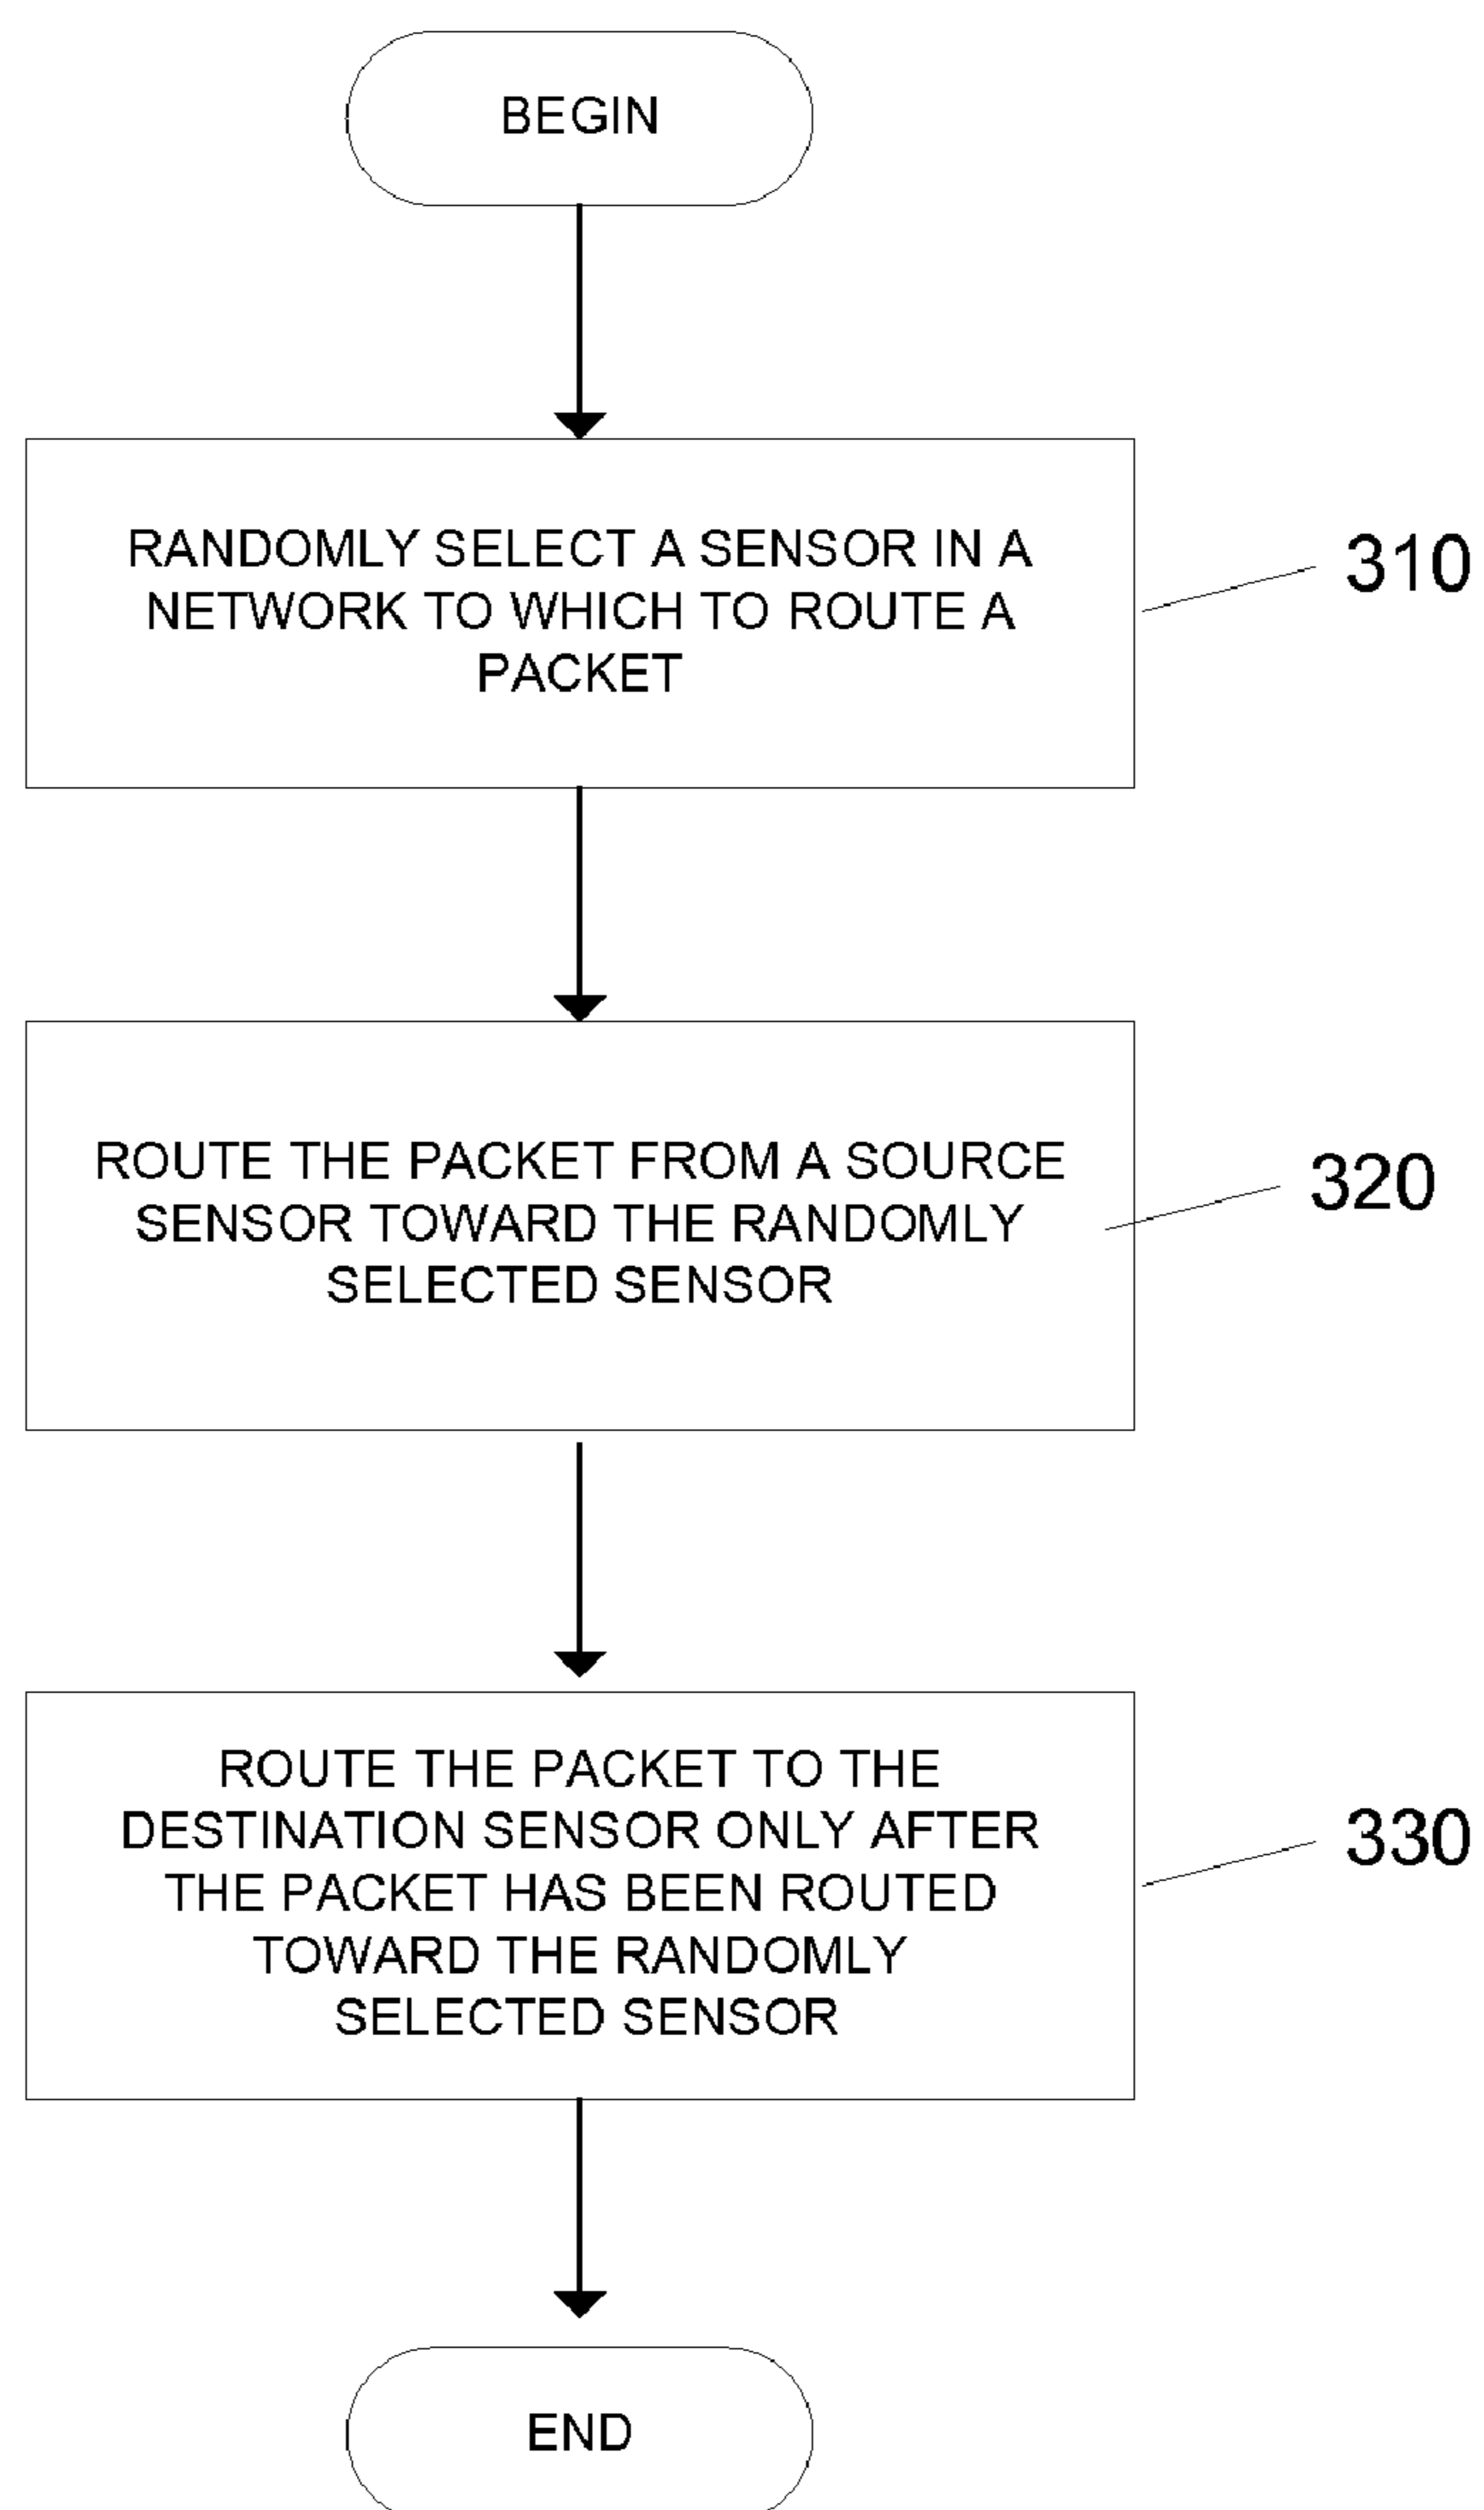 BEGIN
RANDOMLY SELECT A SENSOR IN A
NETWORK TO WHICH TO ROUTE A
PACKET
310
ROUTE THE PACKET FROM A SOURCE
SENSOR TOWARD THE RANDOMLY
SELECTED SENSOR
320
ROUTE THE PACKET TO THE
DESTINATION SENSOR ONLY AFTER
THE PACKET HAS BEEN ROUTED
TOWARD THE RANDOMLY
SELECTED SENSOR
330
END